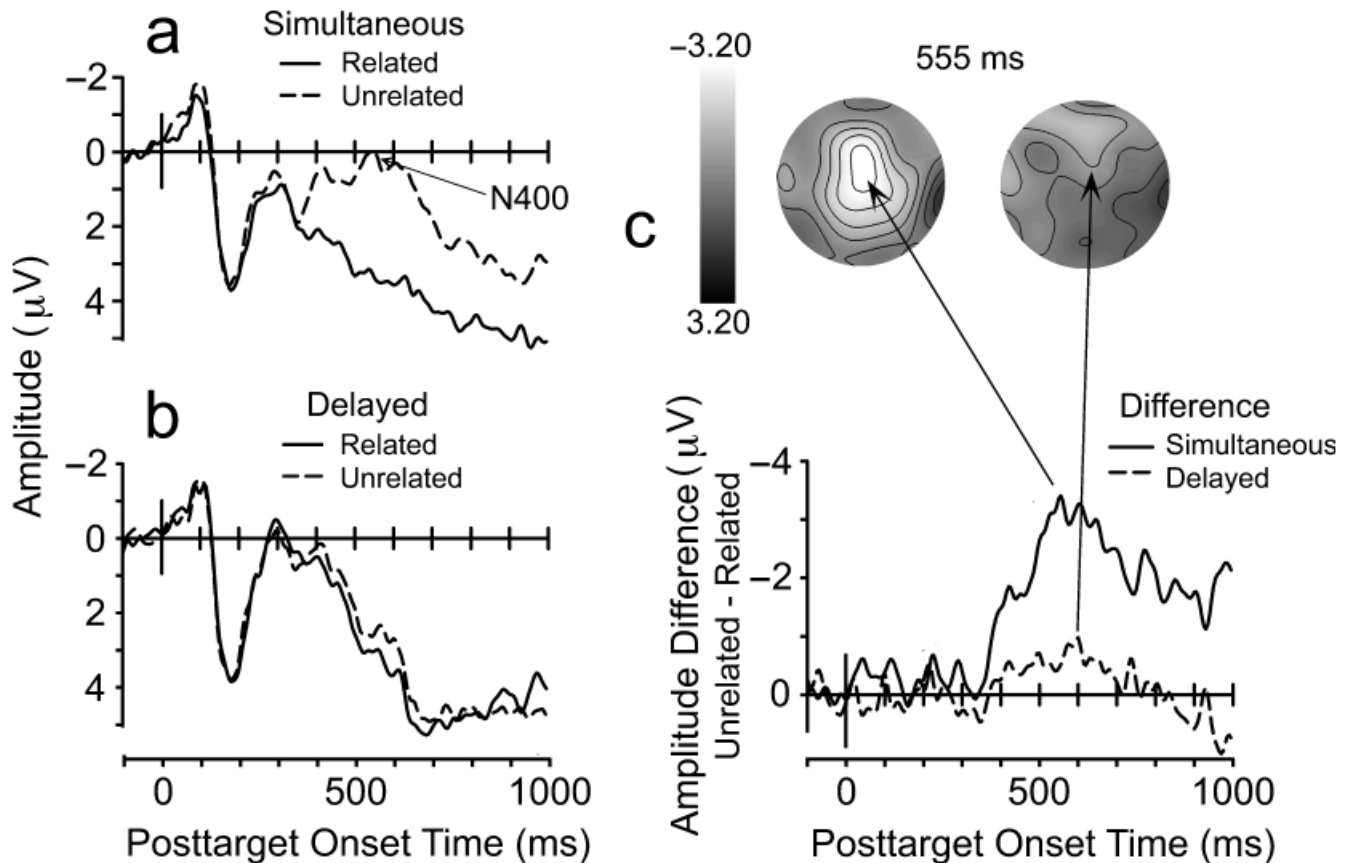 a
Simultaneous
Related
Unrelated
−2
0
2
4
N400
Amplitude (μV)
b
Delayed
Related
Unrelated
−2
0
2
4
0 500 1000
Posttarget Onset Time (ms)
c
−3.20
3.20
555 ms
Difference
Simultaneous
Delayed
Amplitude Difference (μV)
Unrelated - Related
−4
−2
0
0 500 1000
Posttarget Onset Time (ms)